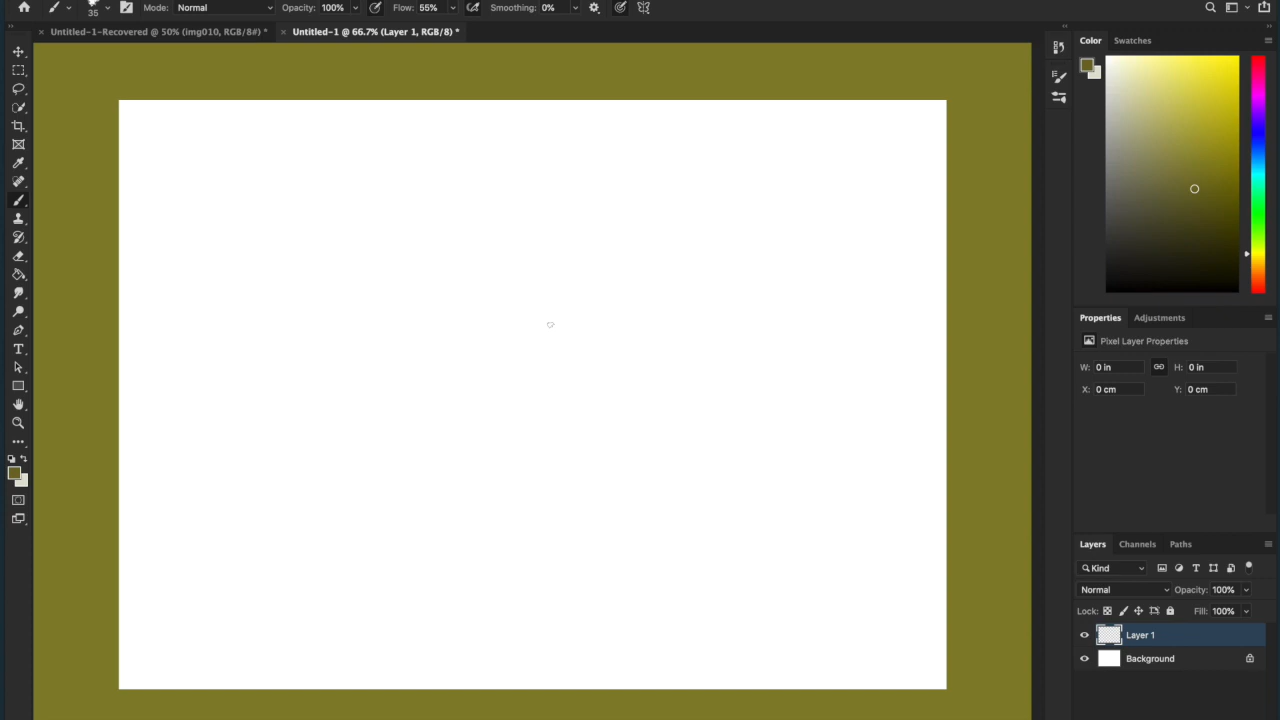 35 Mode: Normal Opacity: 100% Flow: 55% Smoothing: 0%
Untitled-1-Recovered @ 50% (img010, RGB/8#) * Untitled-1 @ 66.7% (Layer 1, RGB/8) *
Color Swatches
Properties Adjustments
Pixel Layer Properties
W: 0 in H: 0 in
X: 0 cm Y: 0 cm
Layers Channels Paths
Kind
Normal Opacity: 100%
Lock: Fill: 100%
Layer 1
Background